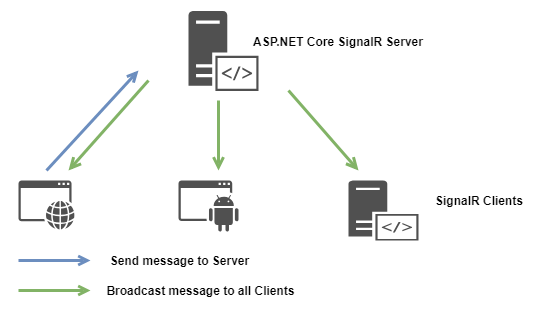 ASP.NET Core SignalR Server
</>
</>
SignalR Clients
Send message to Server
Broadcast message to all Clients